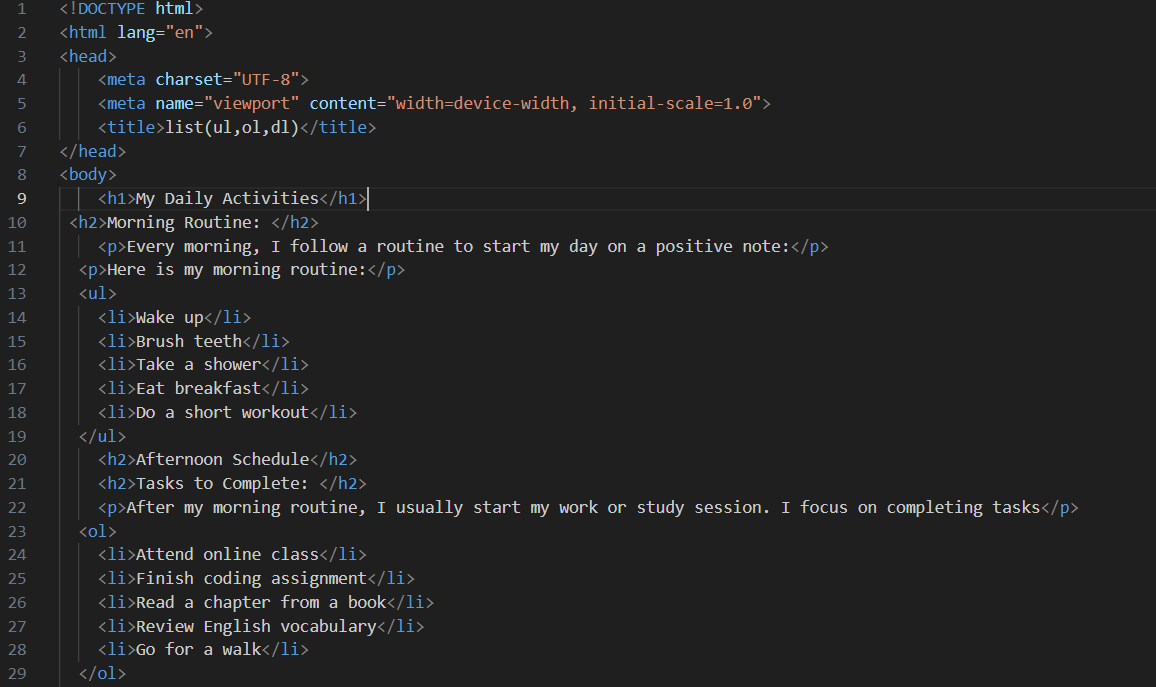 1 <!DOCTYPE html>
2 <html lang="en">
3 <head>
4     <meta charset="UTF-8">
5     <meta name="viewport" content="width=device-width, initial-scale=1.0">
6     <title>list(ul,ol,dl)</title>
7 </head>
8 <body>
9     <h1>My Daily Activities</h1>
10  <h2>Morning Routine: </h2>
11     <p>Every morning, I follow a routine to start my day on a positive note:</p>
12   <p>Here is my morning routine:</p>
13   <ul>
14     <li>Wake up</li>
15     <li>Brush teeth</li>
16     <li>Take a shower</li>
17     <li>Eat breakfast</li>
18     <li>Do a short workout</li>
19   </ul>
20     <h2>Afternoon Schedule</h2>
21     <h2>Tasks to Complete: </h2>
22     <p>After my morning routine, I usually start my work or study session. I focus on completing tasks</p>
23   <ol>
24     <li>Attend online class</li>
25     <li>Finish coding assignment</li>
26     <li>Read a chapter from a book</li>
27     <li>Review English vocabulary</li>
28     <li>Go for a walk</li>
29   </ol>